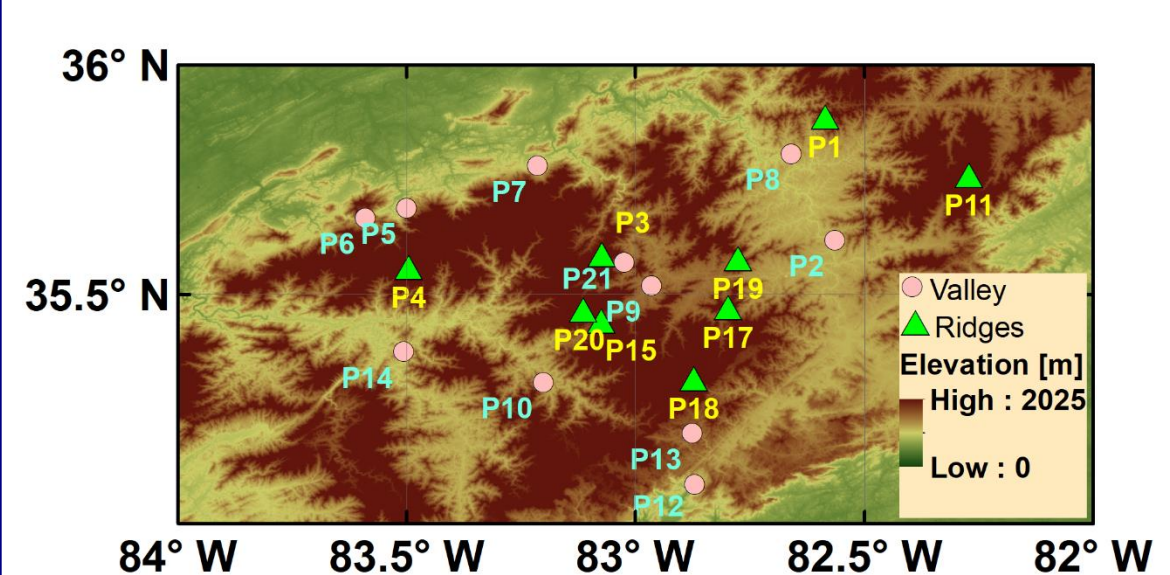 36° N
P1
P8
P7
P11
P3
P6
P5
P2
P21
P4
35.5° N
P19
P9
Valley
P20
P15
P17
Ridges
Elevation [m]
P14
P10
P18
High : 2025
P13
Low : 0
P12
84° W
83.5° W
83° W
82.5° W
82° W